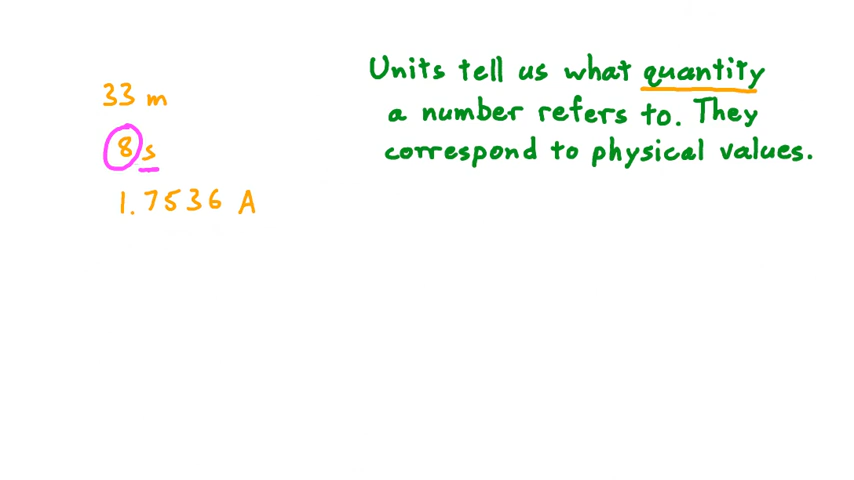 33 m
8 s
1.7536 A
Units tell us what quantity
a number refers to. They
correspond to physical values.